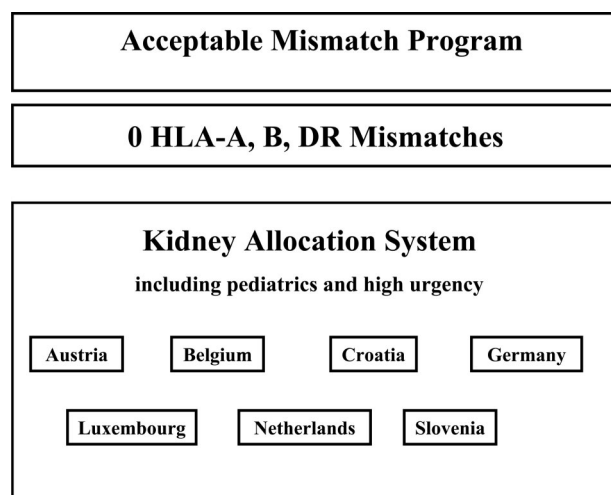 Acceptable Mismatch Program
0 HLA-A, B, DR Mismatches
Kidney Allocation System
including pediatrics and high urgency
Austria Belgium Croatia Germany
Luxembourg Netherlands Slovenia